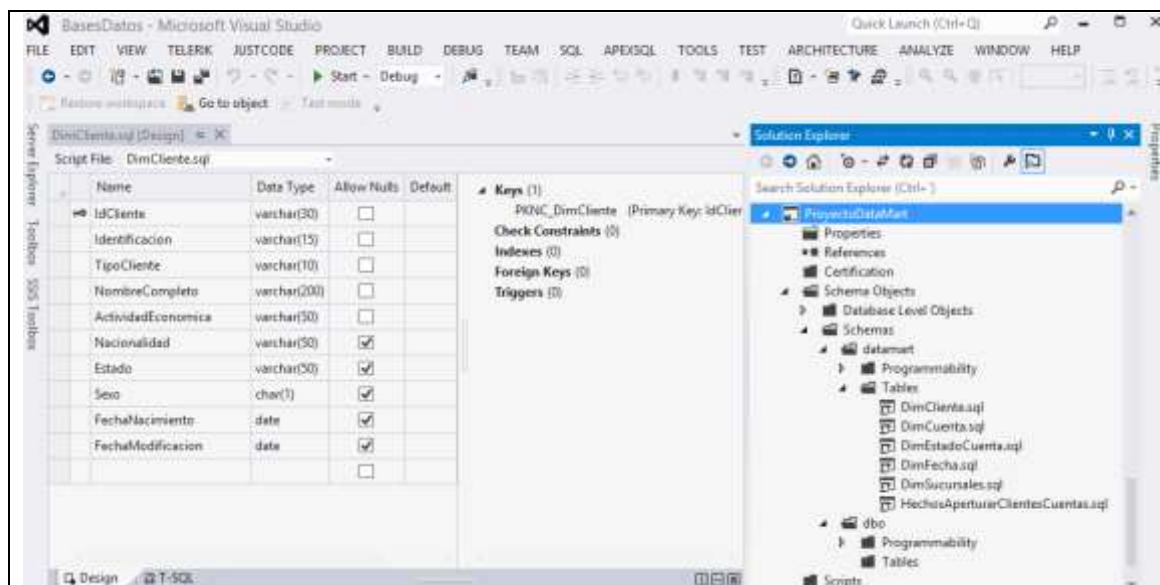 BasesDatos - Microsoft Visual Studio
Quick Launch (Ctrl+Q)
FILE EDIT VIEW TELERIK JUSTCODE PROJECT BUILD DEBUG TEAM SQL APEXSQL TOOLS TEST ARCHITECTURE ANALYZE WINDOW HELP
Start - Debug
Restore workspace Go to object Text mode
Server Explorer Toolbox SSIS Toolbox
DimCliente.sql [Design]
Script File: DimCliente.sql
Name Data Type Allow Nulls Default
IdCliente varchar(30)
Identificacion varchar(15)
TipoCliente varchar(10)
NombreCompleto varchar(200)
ActividadEconomica varchar(50)
Nacionalidad varchar(50)
Estado varchar(50)
Sexo char(1)
FechaNacimiento date
FechaModificacion date
Keys (1)
PKNC_DimCliente (Primary Key: IdClien
Check Constraints (0)
Indexes (0)
Foreign Keys (0)
Triggers (0)
Design T-SQL
Solution Explorer
Search Solution Explorer (Ctrl+ )
ProyectoDataMart
Properties
References
Certification
Schema Objects
Database Level Objects
Schemas
datamart
Programmability
Tables
DimCliente.sql
DimCuenta.sql
DimEstadoCuenta.sql
DimFecha.sql
DimSucursales.sql
HechosAperturarClientesCuentas.sql
dbo
Programmability
Tables
Scripts
Properties